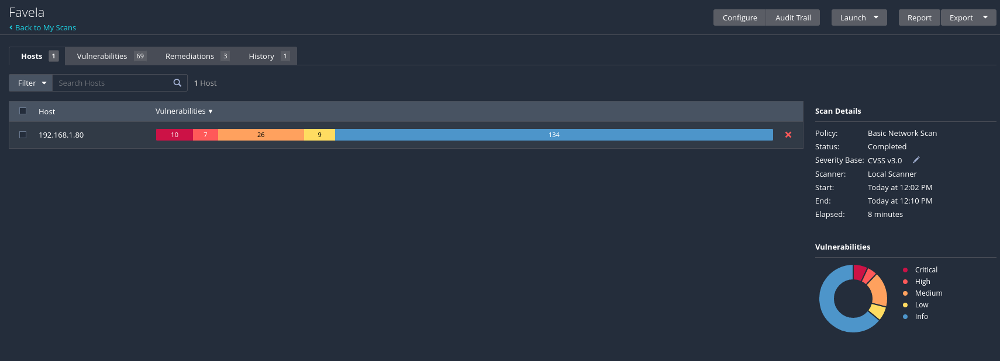 Favela
Back to My Scans
Configure Audit Trail Launch Report Export
Hosts 1 Vulnerabilities 69 Remediations 3 History 1
Filter Search Hosts 1 Host
Host Vulnerabilities
192.168.1.80 10 7 26 9 134
Scan Details
Policy: Basic Network Scan
Status: Completed
Severity Base: CVSS v3.0
Scanner: Local Scanner
Start: Today at 12:02 PM
End: Today at 12:10 PM
Elapsed: 8 minutes
Vulnerabilities
Critical
High
Medium
Low
Info